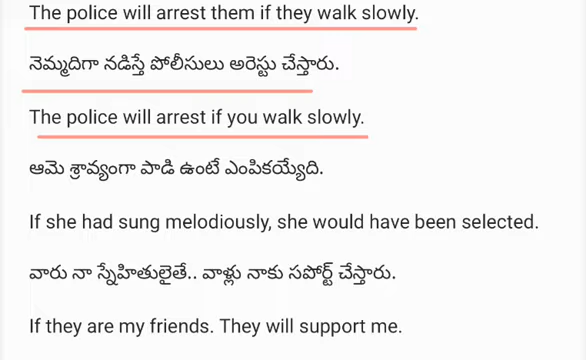 The police will arrest them if they walk slowly.
నెమ్మదిగా నడిస్తే పోలీసులు అరెస్టు చేస్తారు.
The police will arrest if you walk slowly.
ఆమె శ్రావ్యంగా పాడి ఉంటే ఎంపికయ్యేది.
If she had sung melodiously, she would have been selected.
వారు నా స్నేహితులైతే.. వాళ్లు నాకు సపోర్ట్ చేస్తారు.
If they are my friends. They will support me.